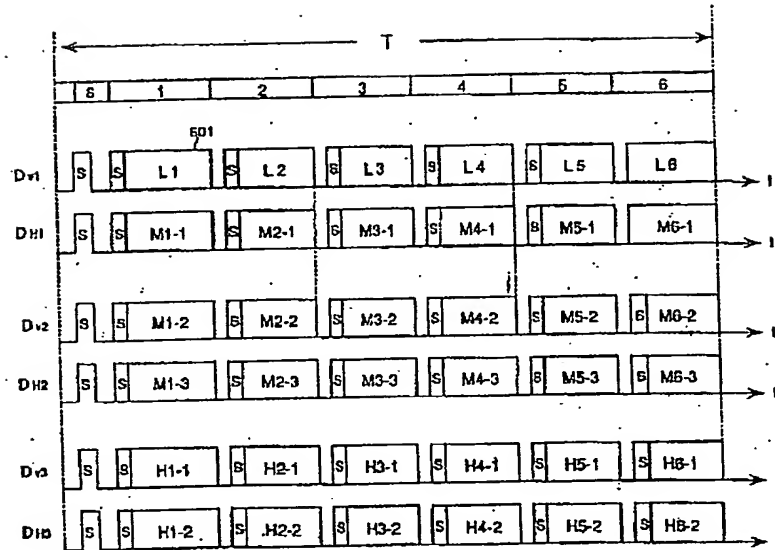 T
S 1 2 3 4 5 6
601
Dv1 S S L1 S L2 S L3 S L4 S L5 L6 t
DH1 S S M1-1 S M2-1 S M3-1 S M4-1 S M5-1 M6-1 t
Dv2 S S M1-2 S M2-2 S M3-2 S M4-2 S M5-2 S M6-2 t
DH2 S S M1-3 S M2-3 S M3-3 S M4-3 S M5-3 S M6-3 t
Dv3 S S H1-1 S H2-1 S H3-1 S H4-1 S H5-1 S H6-1
DH3 S S H1-2 S H2-2 S H3-2 S H4-2 S H5-2 S H6-2